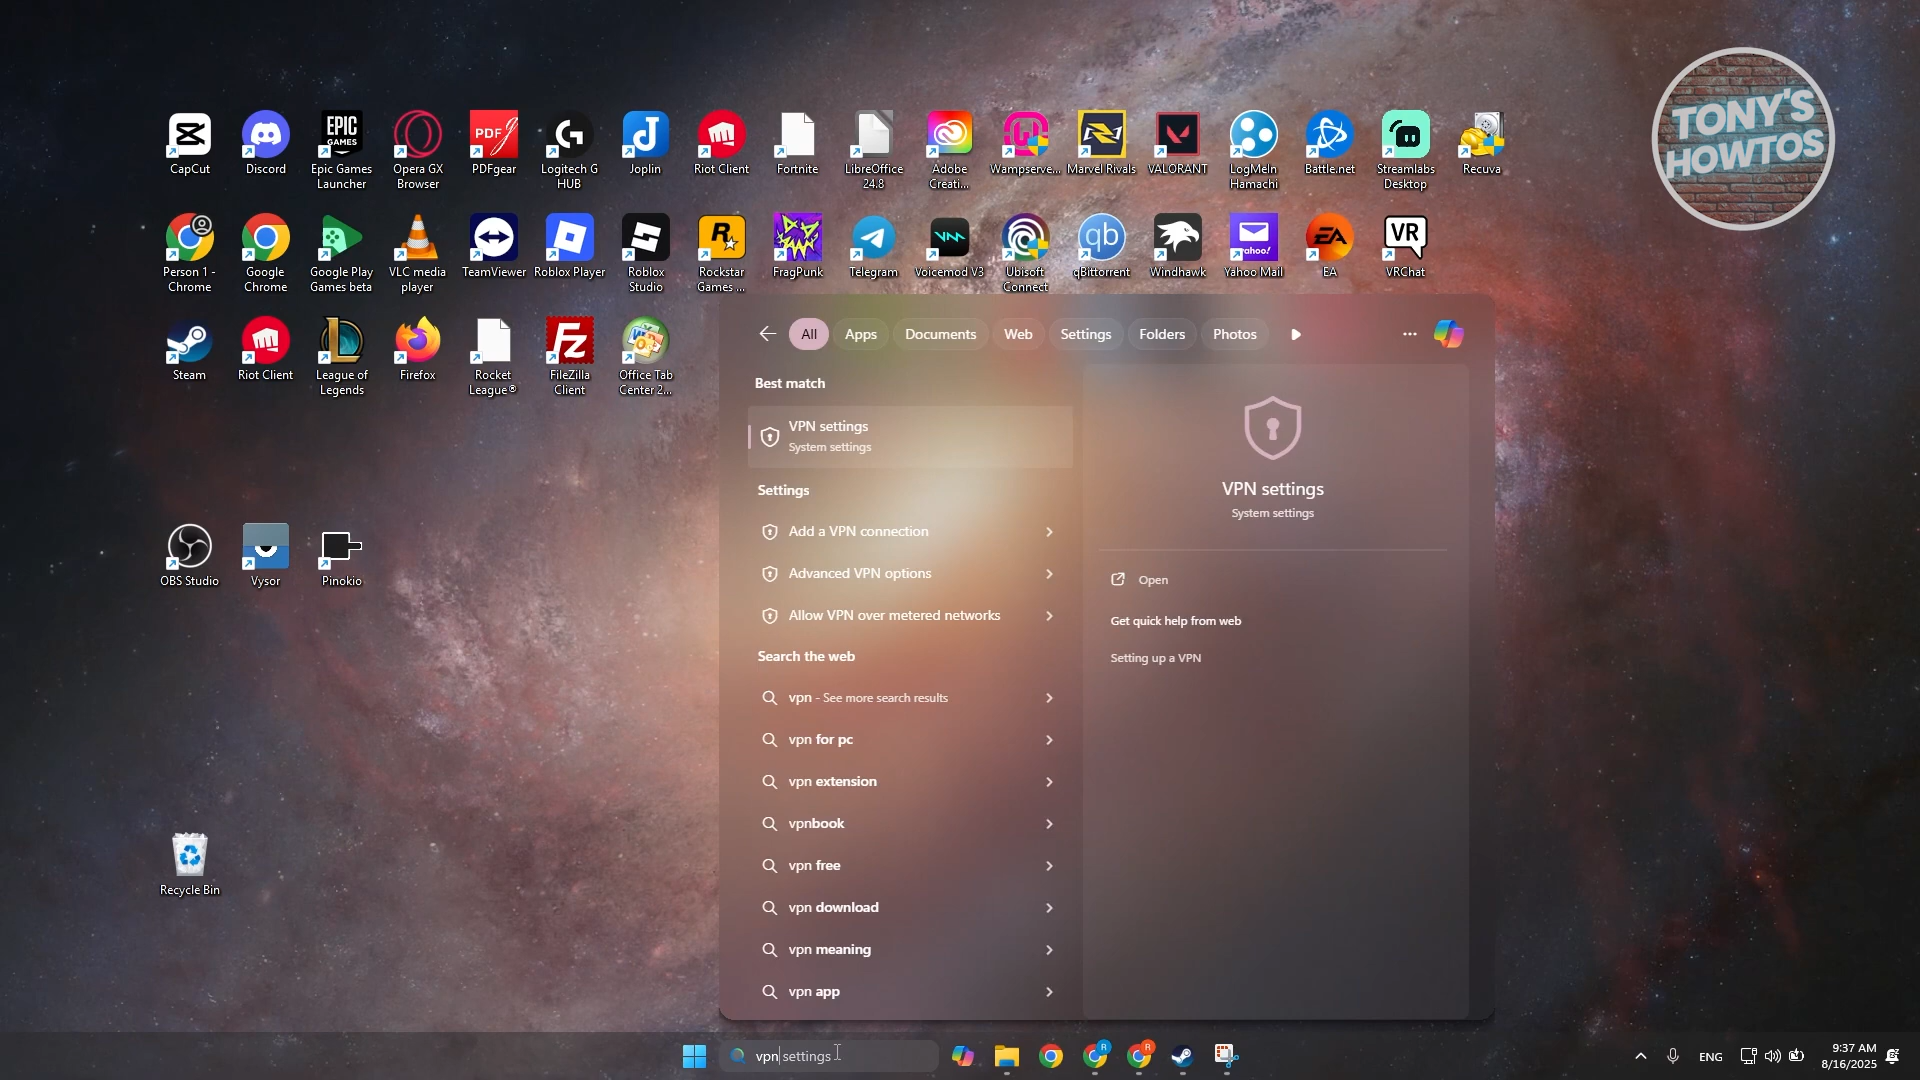 TONY'S
HOWTOS
CapCut
Discord
Epic Games
Launcher
Opera GX
Browser
PDFgear
Logitech G
HUB
Joplin
Riot Client
Fortnite
LibreOffice
24.8
Adobe
Creati...
Wampserve...
Marvel Rivals
VALORANT
LogMeIn
Hamachi
Battle.net
Streamlabs
Desktop
Recuva
Person 1 -
Chrome
Google
Chrome
Google Play
Games beta
VLC media
player
TeamViewer
Roblox Player
Roblox
Studio
Rockstar
Games ...
FragPunk
Telegram
Voicemod V3
Ubisoft
Connect
qBittorrent
Windhawk
Yahoo Mail
EA
VRChat
Steam
Riot Client
League of
Legends
Firefox
Rocket
League®
FileZilla
Client
Office Tab
Center 2...
OBS Studio
Vysor
Pinokio
Recycle Bin
All
Apps
Documents
Web
Settings
Folders
Photos
Best match
VPN settings
System settings
Settings
Add a VPN connection
Advanced VPN options
Allow VPN over metered networks
Search the web
vpn - See more search results
vpn for pc
vpn extension
vpnbook
vpn free
vpn download
vpn meaning
vpn app
VPN settings
System settings
Open
Get quick help from web
Setting up a VPN
vpn settings
ENG
9:37 AM
8/16/2025